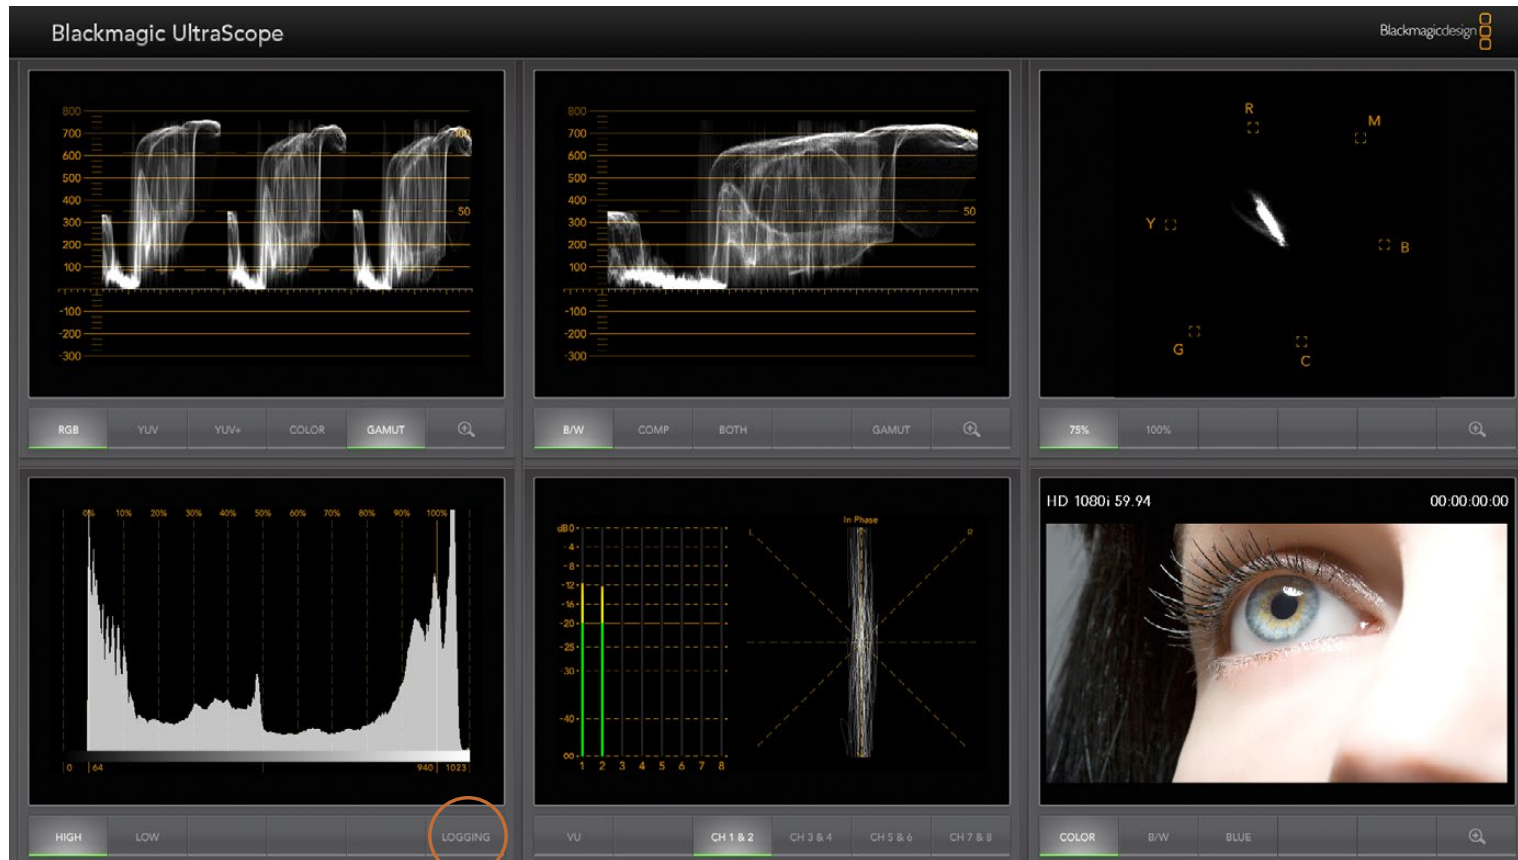 Blackmagic UltraScope
Blackmagicdesign
800
700
600
500
400
300
200
100
-100
-200
-300
50
RGB YUV YUV+ COLOR GAMUT
800
700
600
500
400
300
200
100
-100
-200
-300
50
B/W COMP BOTH GAMUT
R
M
Y
B
G
C
75% 100%
0% 10% 20% 30% 40% 50% 60% 70% 80% 90% 100%
0 64 940 1023
HIGH LOW LOGGING
In Phase
L R
dB 0
-4
-8
-12
-16
-20
-25
-30
-40
∞
1 2 3 4 5 6 7 8
VU CH 1 & 2 CH 3 & 4 CH 5 & 6 CH 7 & 8
HD 1080i 59.94 00:00:00:00
COLOR B/W BLUE